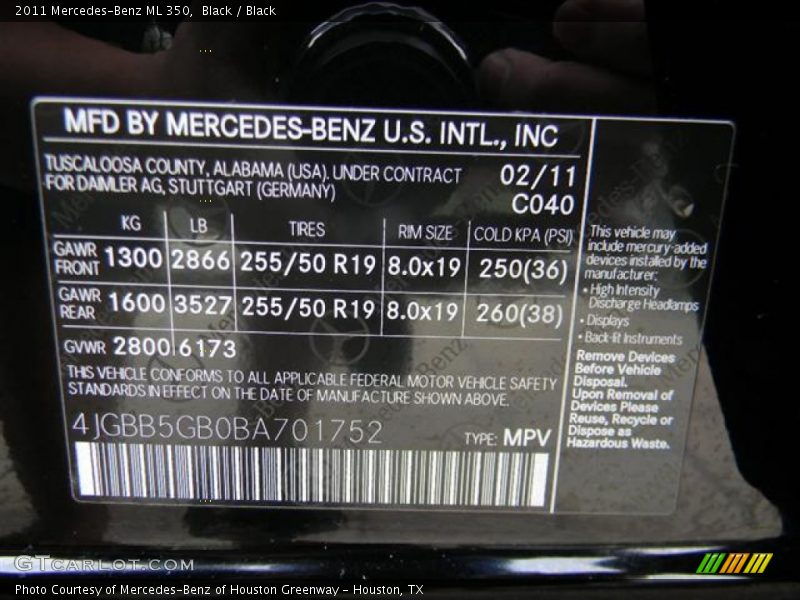 2011 Mercedes-Benz ML 350, Black / Black
MFD BY MERCEDES-BENZ U.S. INTL., INC
TUSCALOOSA COUNTY, ALABAMA (USA). UNDER CONTRACT
FOR DAIMLER AG, STUTTGART (GERMANY)
02/11
C040
KG LB TIRES RIM SIZE COLD KPA (PSI)
GAWR FRONT 1300 2866 255/50 R19 8.0x19 250(36)
GAWR REAR 1600 3527 255/50 R19 8.0x19 260(38)
GVWR 2800 6173
THIS VEHICLE CONFORMS TO ALL APPLICABLE FEDERAL MOTOR VEHICLE SAFETY
STANDARDS IN EFFECT ON THE DATE OF MANUFACTURE SHOWN ABOVE.
4JGBB5GB0BA701752
TYPE: MPV
This vehicle may
include mercury-added
devices installed by the
manufacturer:
• High Intensity
Discharge Headlamps
• Displays
• Back-lit Instruments
Remove Devices
Before Vehicle
Disposal.
Upon Removal of
Devices Please
Reuse, Recycle or
Dispose as
Hazardous Waste.
GTCARLOT.COM
Photo Courtesy of Mercedes-Benz of Houston Greenway - Houston, TX